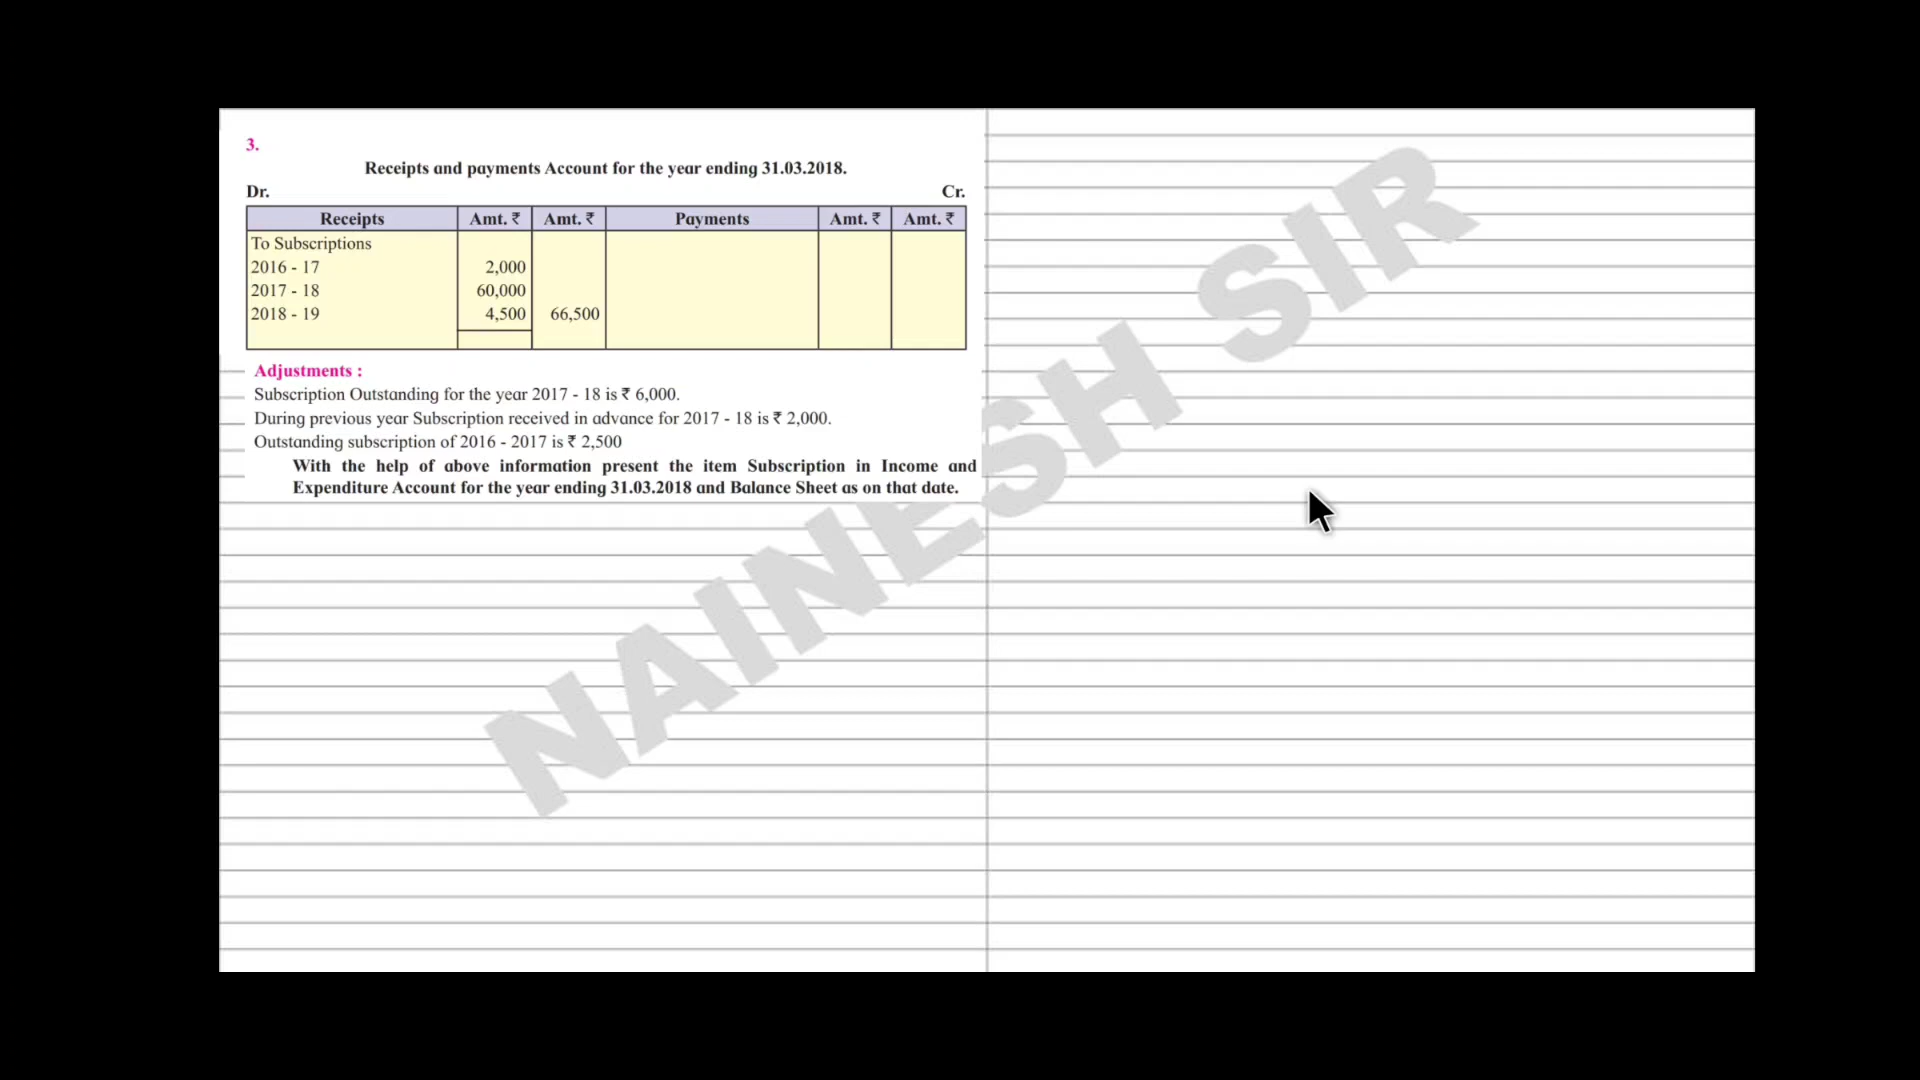 3.
Receipts and payments Account for the year ending 31.03.2018.
Dr. Cr.
Receipts Amt. ₹ Amt. ₹ Payments Amt. ₹ Amt. ₹
To Subscriptions
2016 - 17 2,000
2017 - 18 60,000
2018 - 19 4,500 66,500
Adjustments :
Subscription Outstanding for the year 2017 - 18 is ₹ 6,000.
During previous year Subscription received in advance for 2017 - 18 is ₹ 2,000.
Outstanding subscription of 2016 - 2017 is ₹ 2,500
With the help of above information present the item Subscription in Income and
Expenditure Account for the year ending 31.03.2018 and Balance Sheet as on that date.
NAINESH SIR